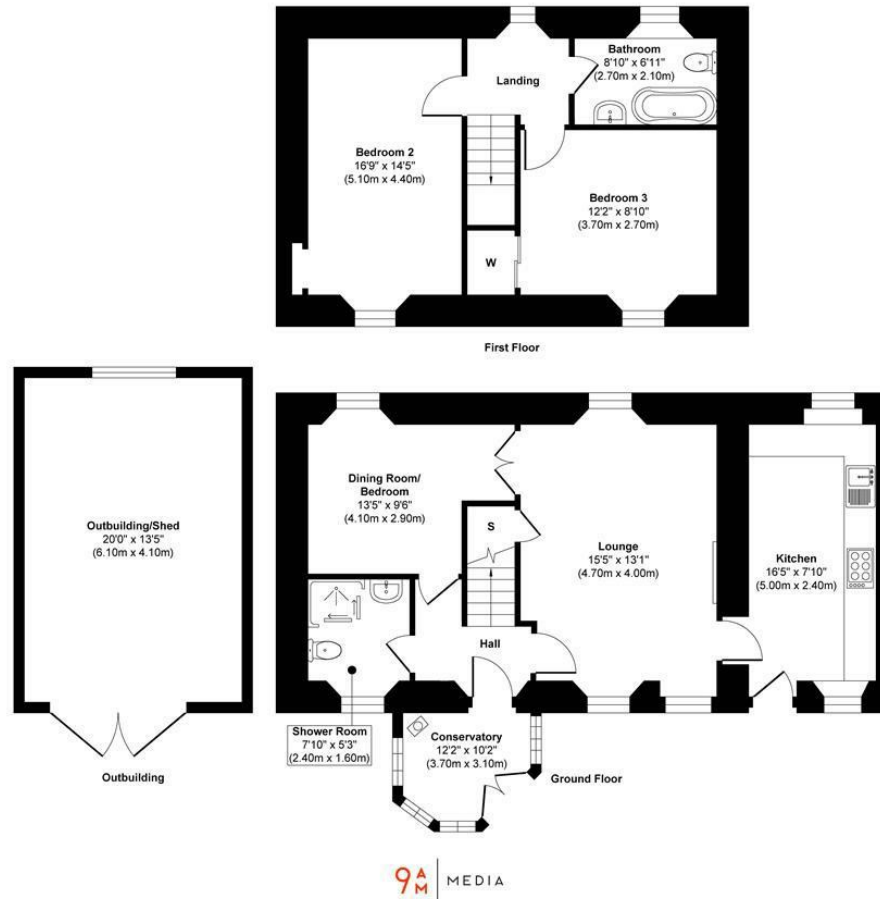 Bathroom
8'10" x 6'11"
(2.70m x 2.10m)
Landing
Bedroom 2
16'9" x 14'5"
(5.10m x 4.40m)
Bedroom 3
12'2" x 8'10"
(3.70m x 2.70m)
W
First Floor
Dining Room/
Bedroom
13'5" x 9'6"
(4.10m x 2.90m)
S
Outbuilding/Shed
20'0" x 13'5"
(6.10m x 4.10m)
Lounge
15'5" x 13'1"
(4.70m x 4.00m)
Kitchen
16'5" x 7'10"
(5.00m x 2.40m)
Hall
Shower Room
7'10" x 5'3"
(2.40m x 1.60m)
Conservatory
12'2" x 10'2"
(3.70m x 3.10m)
Outbuilding
Ground Floor
9AM MEDIA